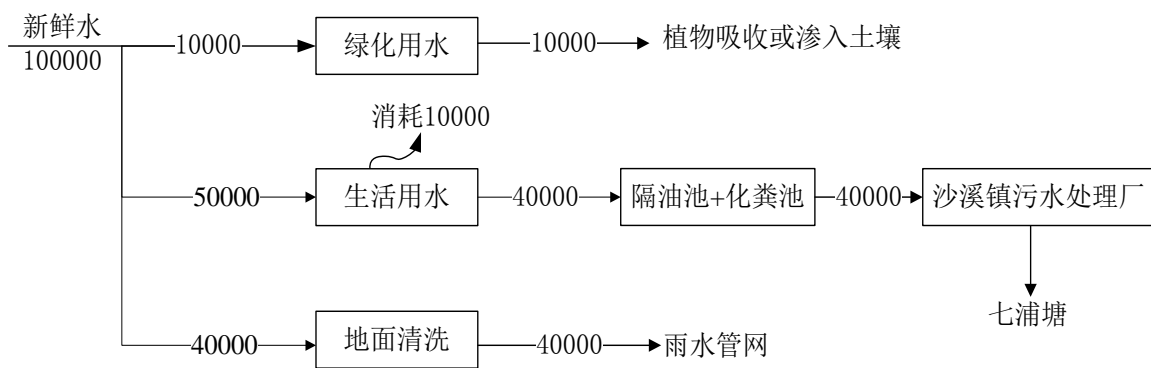 新鲜水
100000
10000
绿化用水
10000
植物吸收或渗入土壤
消耗10000
50000
生活用水
40000
隔油池+化粪池
40000
沙溪镇污水处理厂
七浦塘
40000
地面清洗
40000
雨水管网